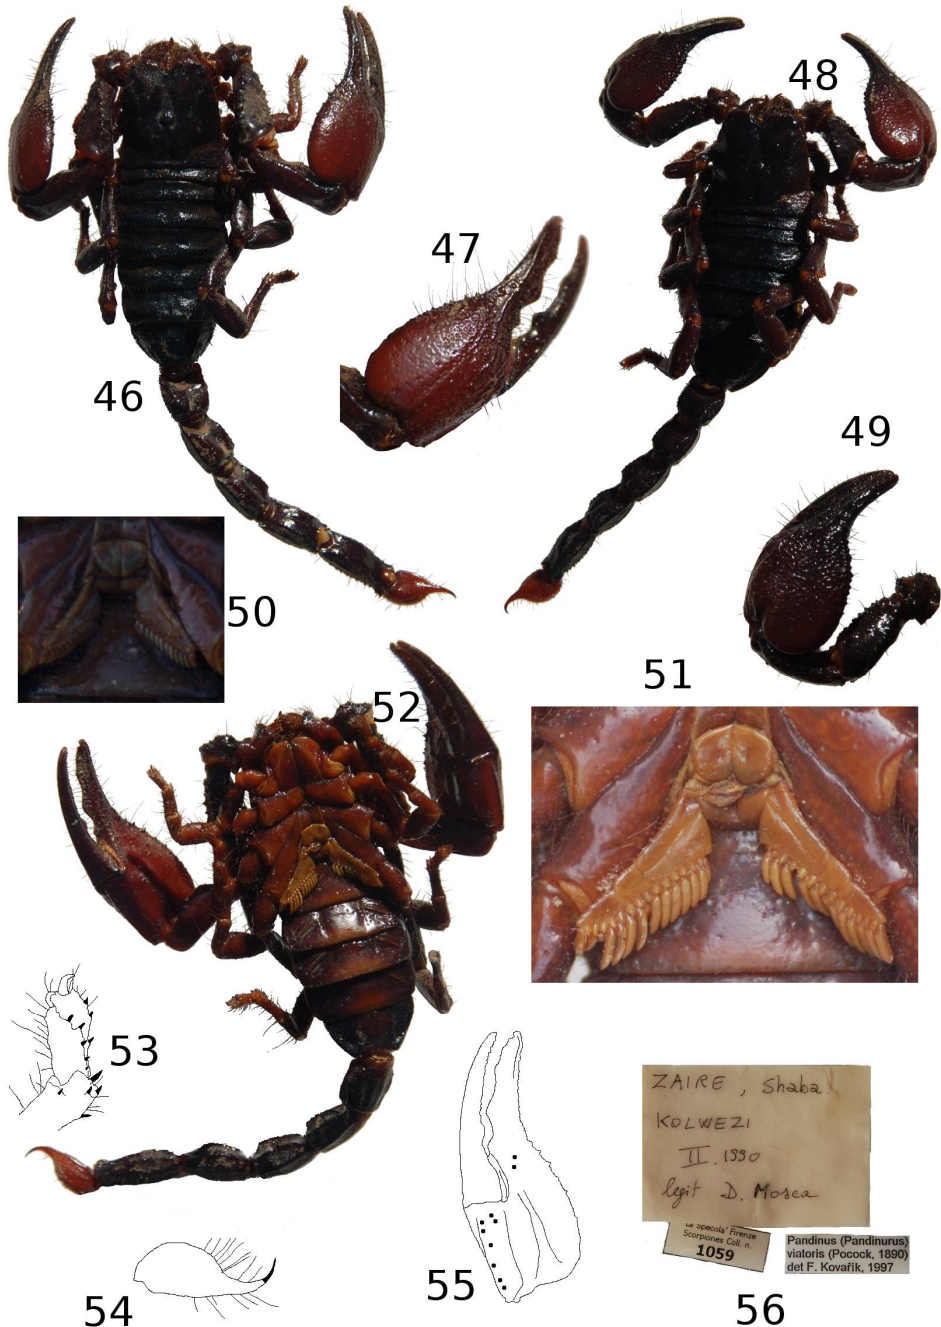 48
47
46
49
50
51
52
53
55
54
56
ZAIRE, Shaba.
KOLWEZI
II.1990
legit D. Mosca
La Specola' Firenze
Scorpiones Coll. n.
1059
Pandinus (Pandinurus)
viatoris (Pocock, 1890)
det F. Kovařík, 1997